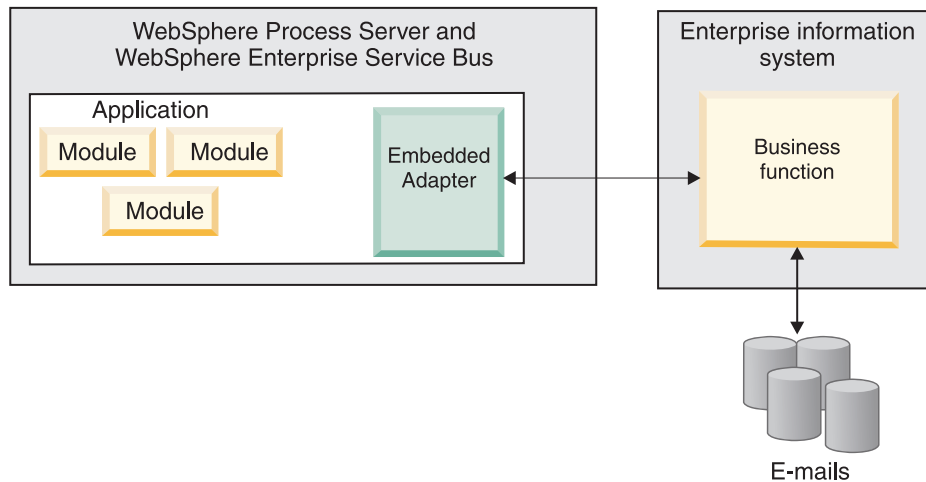 WebSphere Process Server and
WebSphere Enterprise Service Bus
Application
Module
Module
Module
Embedded
Adapter
Enterprise information
system
Business
function
E-mails